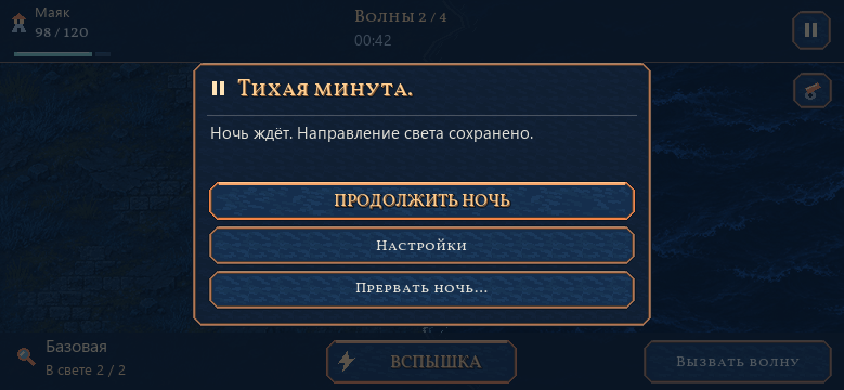 Маяк
98 / 120
Волны 2 / 4
00:42
Тихая минута.
Ночь ждёт. Направление света сохранено.
ПРОДОЛЖИТЬ НОЧЬ
Настройки
Прервать ночь...
Базовая
В свете 2 / 2
ВСПЫШКА
Вызвать волну